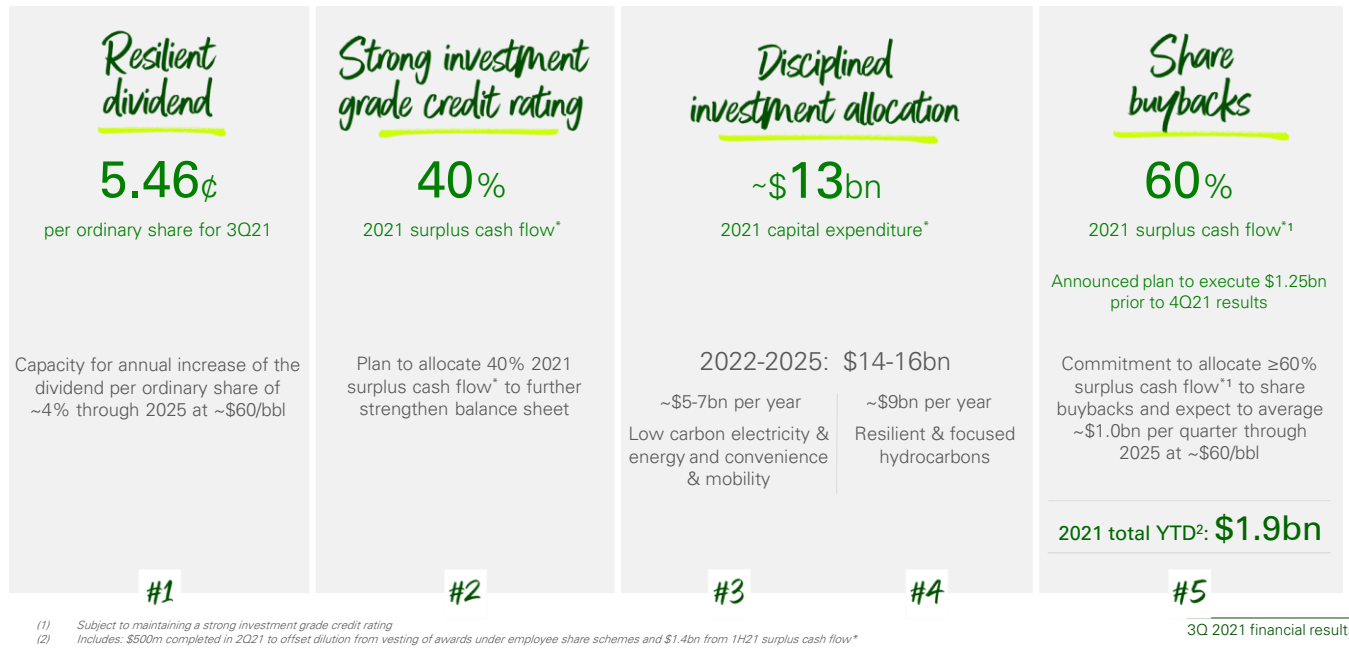 Resilient
dividend
5.46¢
per ordinary share for 3Q21
Capacity for annual increase of the
dividend per ordinary share of
~4% through 2025 at ~$60/bbl
#1
Strong investment
grade credit rating
40%
2021 surplus cash flow*
Plan to allocate 40% 2021
surplus cash flow* to further
strengthen balance sheet
#2
Disciplined
investment allocation
~$13bn
2021 capital expenditure*
2022-2025: $14-16bn
~$5-7bn per year
Low carbon electricity &
energy and convenience
& mobility
~$9bn per year
Resilient & focused
hydrocarbons
#3
#4
Share
buybacks
60%
2021 surplus cash flow*¹
Announced plan to execute $1.25bn
prior to 4Q21 results
Commitment to allocate ≥60%
surplus cash flow*¹ to share
buybacks and expect to average
~$1.0bn per quarter through
2025 at ~$60/bbl
2021 total YTD²: $1.9bn
#5
(1) Subject to maintaining a strong investment grade credit rating
(2) Includes: $500m completed in 2Q21 to offset dilution from vesting of awards under employee share schemes and $1.4bn from 1H21 surplus cash flow*
3Q 2021 financial results